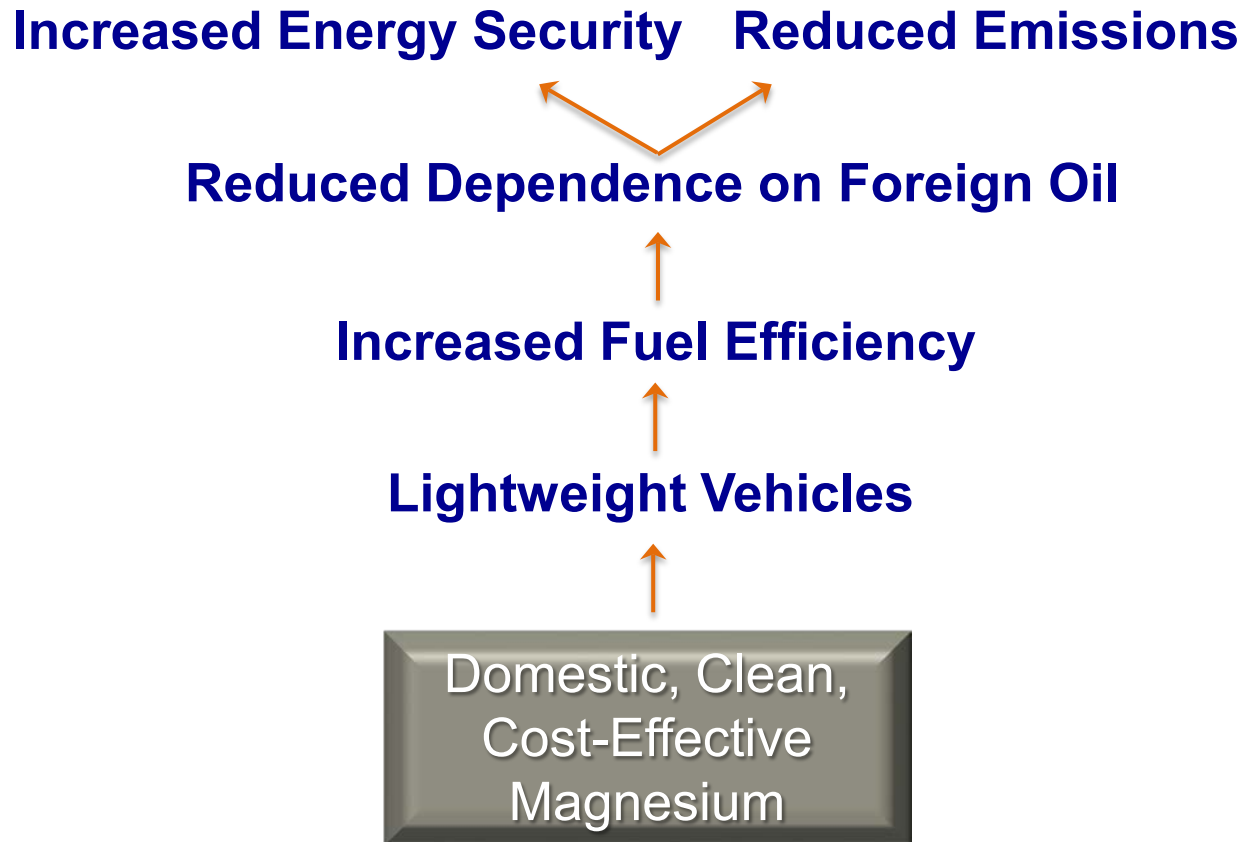 Increased Energy Security Reduced Emissions
Reduced Dependence on Foreign Oil
Increased Fuel Efficiency
Lightweight Vehicles
Domestic, Clean,
Cost-Effective
Magnesium